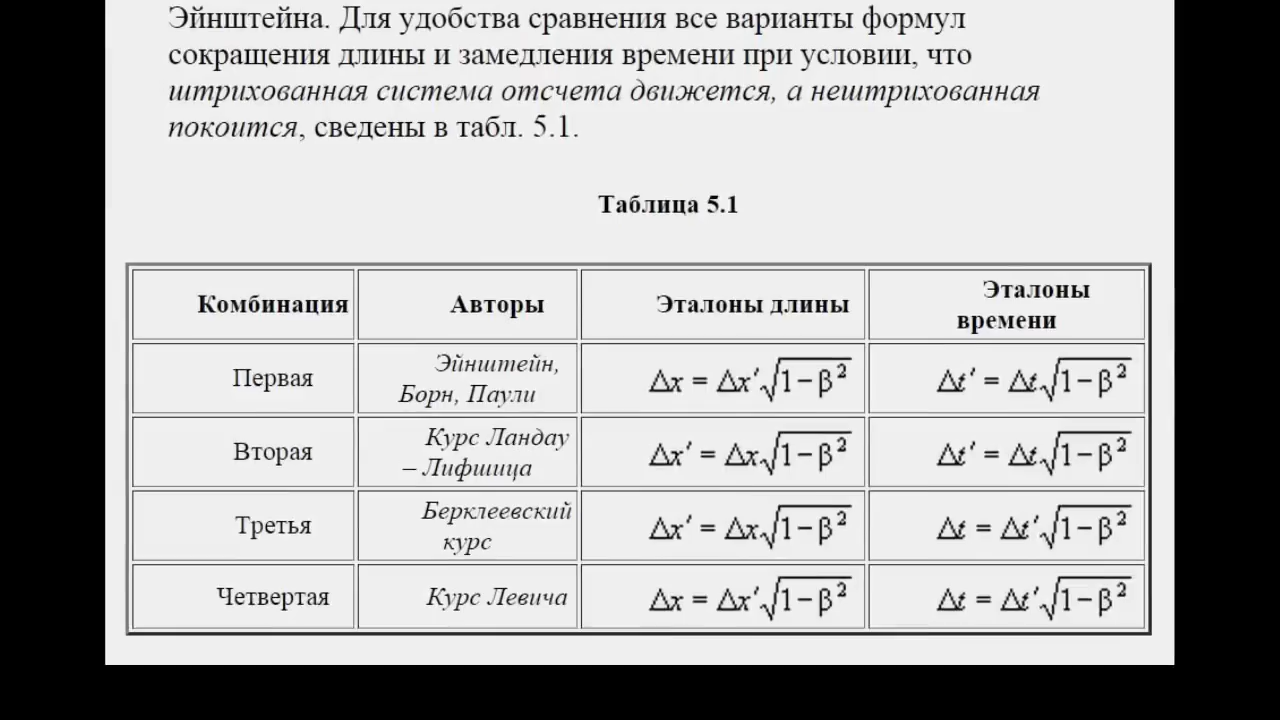 Эйнштейна. Для удобства сравнения все варианты формул
сокращения длины и замедления времени при условии, что
штрихованная система отсчета движется, а нештрихованная
покоится, сведены в табл. 5.1.
Таблица 5.1
Комбинация Авторы Эталоны длины Эталоны
времени
Первая Эйнштейн,
Борн, Паули Δx = Δx′√1−β² Δt′ = Δt√1−β²
Вторая Курс Ландау
– Лифшица Δx′ = Δx√1−β² Δt′ = Δt√1−β²
Третья Берклеевский
курс Δx′ = Δx√1−β² Δt = Δt′√1−β²
Четвертая Курс Левича Δx = Δx′√1−β² Δt = Δt′√1−β²